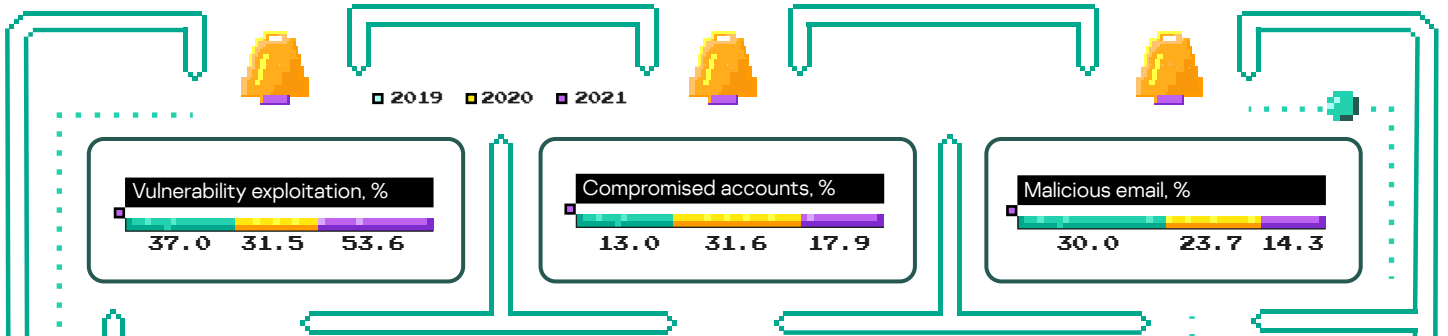 2019 2020 2021
Vulnerability exploitation, %
37.0 31.5 53.6
Compromised accounts, %
13.0 31.6 17.9
Malicious email, %
30.0 23.7 14.3